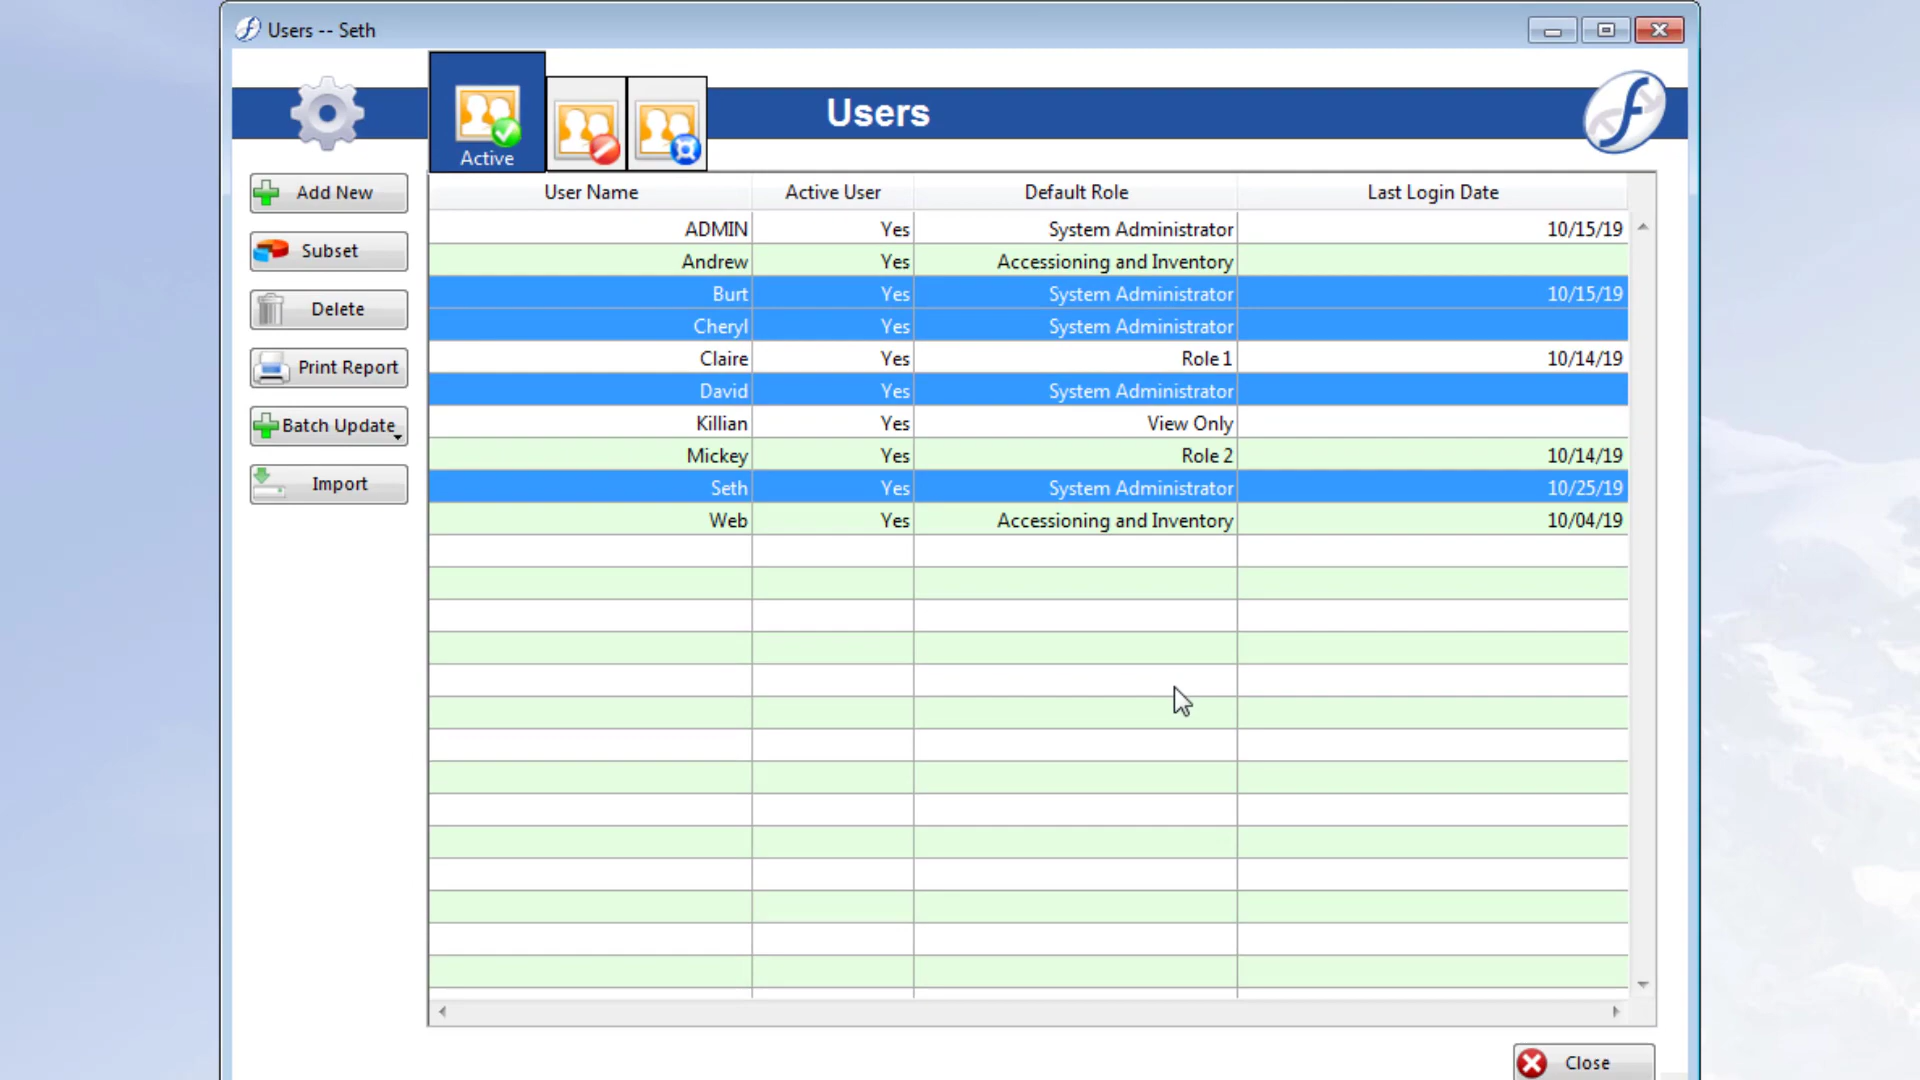 Users -- Seth
Users
Active
Add New
Subset
Delete
Print Report
Batch Update
Import
User Name Active User Default Role Last Login Date
ADMIN Yes System Administrator 10/15/19
Andrew Yes Accessioning and Inventory
Burt Yes System Administrator 10/15/19
Cheryl Yes System Administrator
Claire Yes Role 1 10/14/19
David Yes System Administrator
Killian Yes View Only
Mickey Yes Role 2 10/14/19
Seth Yes System Administrator 10/25/19
Web Yes Accessioning and Inventory 10/04/19
Close